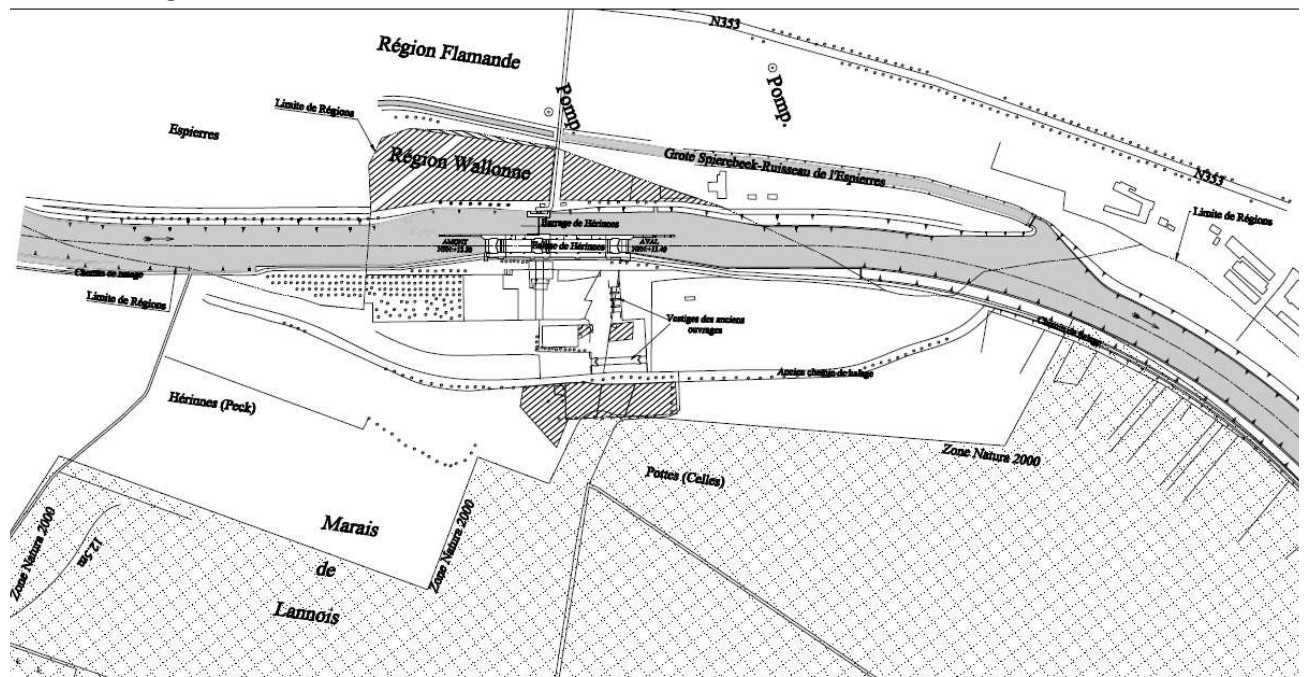 N353
Région Flamande
Pomp.
Pomp.
Limite de Régions
Espierres
Région Wallonne
Grote Spierebeek-Ruisseau de l'Espierres
N353
Limite de Régions
Barrage de Hérinnes
AMONT
AVAL
Ecluse de Hérinnes
Chemin de halage
Limite de Régions
Vestiges des anciens
ouvrages
Chemin de halage
Ancien chemin de halage
Hérinnes (Peck)
Zone Natura 2000
Pottes (Celles)
Zone Natura 2000
Zone Natura 2000
12.5m
Marais
de
Lannois